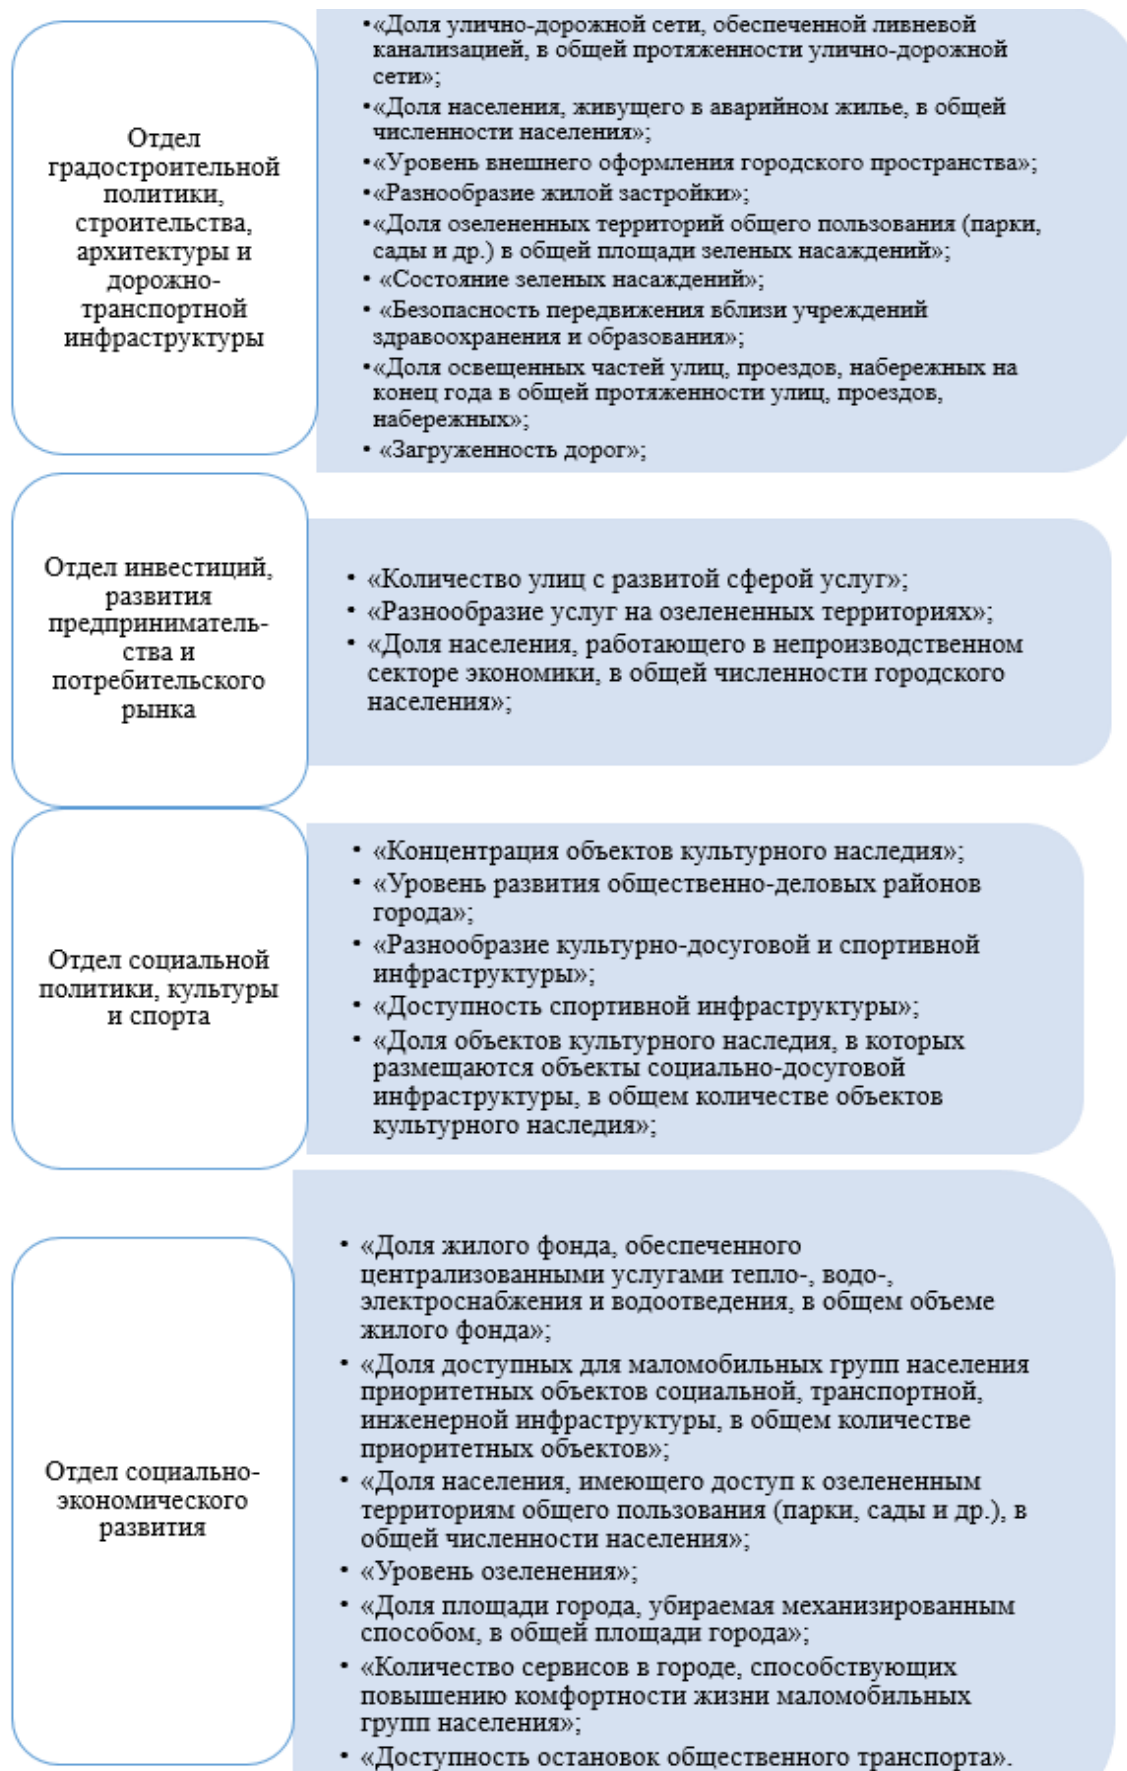 Отдел
градостроительной
политики,
строительства,
архитектуры и
дорожно-
транспортной
инфраструктуры
•«Доля улично-дорожной сети, обеспеченной ливневой
канализацией, в общей протяженности улично-дорожной
сети»;
•«Доля населения, живущего в аварийном жилье, в общей
численности населения»;
•«Уровень внешнего оформления городского пространства»;
•«Разнообразие жилой застройки»;
•«Доля озелененных территорий общего пользования (парки,
сады и др.) в общей площади зеленых насаждений»;
• «Состояние зеленых насаждений»;
• «Безопасность передвижения вблизи учреждений
здравоохранения и образования»;
•«Доля освещенных частей улиц, проездов, набережных на
конец года в общей протяженности улиц, проездов,
набережных»;
• «Загруженность дорог»;
Отдел инвестиций,
развития
предприниматель-
ства и
потребительского
рынка
• «Количество улиц с развитой сферой услуг»;
• «Разнообразие услуг на озелененных территориях»;
• «Доля населения, работающего в непроизводственном
секторе экономики, в общей численности городского
населения»;
Отдел социальной
политики, культуры
и спорта
• «Концентрация объектов культурного наследия»;
• «Уровень развития общественно-деловых районов
города»;
• «Разнообразие культурно-досуговой и спортивной
инфраструктуры»;
• «Доступность спортивной инфраструктуры»;
• «Доля объектов культурного наследия, в которых
размещаются объекты социально-досуговой
инфраструктуры, в общем количестве объектов
культурного наследия»;
Отдел социально-
экономического
развития
• «Доля жилого фонда, обеспеченного
централизованными услугами тепло-, водо-,
электроснабжения и водоотведения, в общем объеме
жилого фонда»;
• «Доля доступных для маломобильных групп населения
приоритетных объектов социальной, транспортной,
инженерной инфраструктуры, в общем количестве
приоритетных объектов»;
• «Доля населения, имеющего доступ к озелененным
территориям общего пользования (парки, сады и др.), в
общей численности населения»;
• «Уровень озеленения»;
• «Доля площади города, убираемая механизированным
способом, в общей площади города»;
• «Количество сервисов в городе, способствующих
повышению комфортности жизни маломобильных
групп населения»;
• «Доступность остановок общественного транспорта».